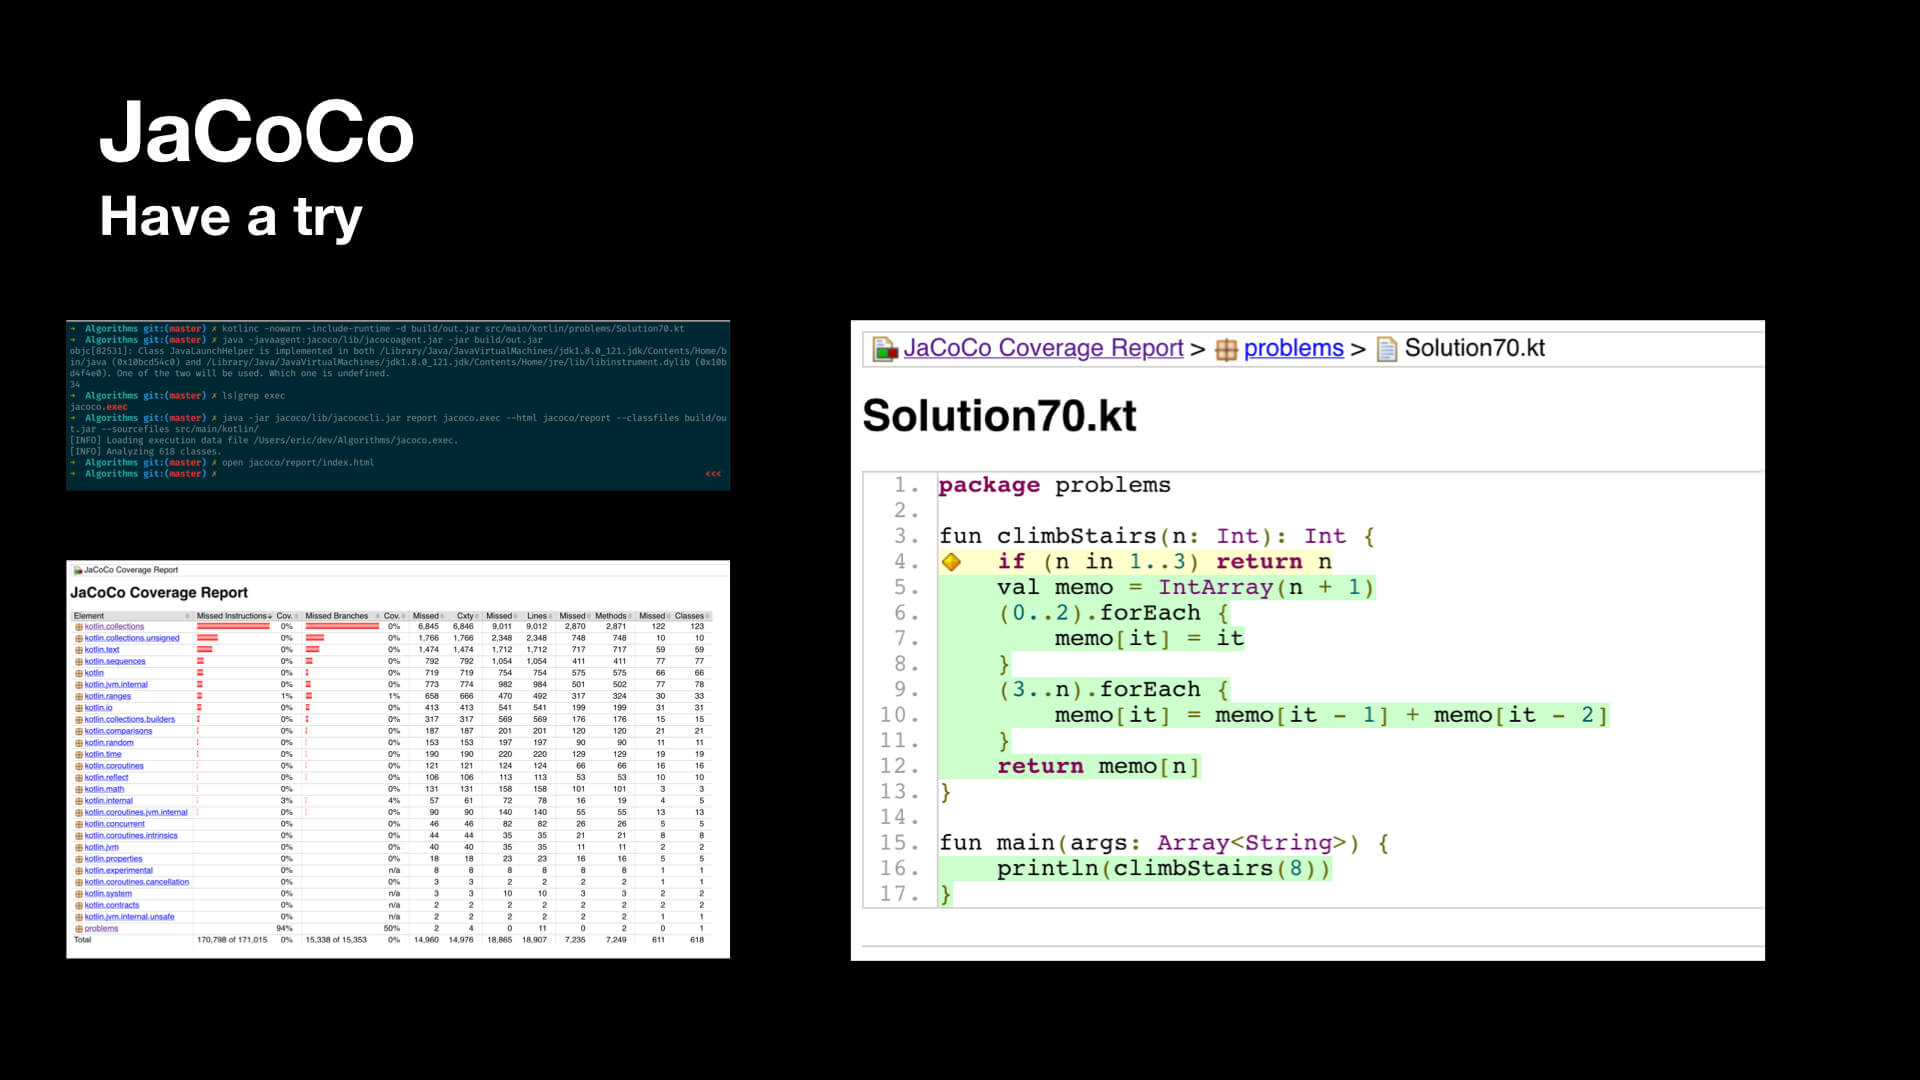 JaCoCo
Have a try
➜ Algorithms git:(master) ✗ kotlinc -nowarn -include-runtime -d build/out.jar src/main/kotlin/problems/Solution70.kt
➜ Algorithms git:(master) ✗ java -javaagent:jacoco/lib/jacocoagent.jar -jar build/out.jar
objc[82531]: Class JavaLaunchHelper is implemented in both /Library/Java/JavaVirtualMachines/jdk1.8.0_121.jdk/Contents/Home/b
in/java (0x10bcd54c0) and /Library/Java/JavaVirtualMachines/jdk1.8.0_121.jdk/Contents/Home/jre/lib/libinstrument.dylib (0x10b
d4f4e0). One of the two will be used. Which one is undefined.
34
➜ Algorithms git:(master) ✗ ls|grep exec
jacoco.exec
➜ Algorithms git:(master) ✗ java -jar jacoco/lib/jacococli.jar report jacoco.exec --html jacoco/report --classfiles build/ou
t.jar --sourcefiles src/main/kotlin/
[INFO] Loading execution data file /Users/eric/dev/Algorithms/jacoco.exec.
[INFO] Analyzing 618 classes.
➜ Algorithms git:(master) ✗ open jacoco/report/index.html
➜ Algorithms git:(master) ✗ <<<
JaCoCo Coverage Report
JaCoCo Coverage Report
Element Missed Instructions Cov. Missed Branches Cov. Missed Cxty Missed Lines Missed Methods Missed Classes
kotlin.collections 0% 0% 6,845 6,846 9,011 9,012 2,870 2,871 122 123
kotlin.collections.unsigned 0% 0% 1,766 1,766 2,348 2,348 748 748 10 10
kotlin.text 0% 0% 1,474 1,474 1,712 1,712 717 717 59 59
kotlin.sequences 0% 0% 792 792 1,054 1,054 411 411 77 77
kotlin 0% 0% 719 719 754 754 575 575 66 66
kotlin.jvm.internal 0% 0% 773 774 982 984 501 502 77 78
kotlin.ranges 1% 1% 658 666 470 492 317 324 30 33
kotlin.io 0% 0% 413 413 541 541 199 199 31 31
kotlin.collections.builders 0% 0% 317 317 569 569 176 176 15 15
kotlin.comparisons 0% 0% 187 187 201 201 120 120 21 21
kotlin.random 0% 0% 153 153 197 197 90 90 11 11
kotlin.time 0% 0% 190 190 220 220 129 129 19 19
kotlin.coroutines 0% 0% 121 121 124 124 66 66 16 16
kotlin.reflect 0% 0% 106 106 113 113 53 53 10 10
kotlin.math 0% 0% 131 131 158 158 101 101 3 3
kotlin.internal 3% 4% 57 61 72 78 16 19 4 5
kotlin.coroutines.jvm.internal 0% 0% 90 90 140 140 55 55 13 13
kotlin.concurrent 0% 0% 46 46 82 82 26 26 5 5
kotlin.coroutines.intrinsics 0% 0% 44 44 35 35 21 21 8 8
kotlin.jvm 0% 0% 40 40 35 35 11 11 2 2
kotlin.properties 0% 0% 18 18 23 23 16 16 5 5
kotlin.experimental 0% n/a 8 8 8 8 8 8 1 1
kotlin.coroutines.cancellation 0% 0% 3 3 2 2 2 2 1 1
kotlin.system 0% n/a 3 3 10 10 3 3 2 2
kotlin.contracts 0% n/a 2 2 2 2 2 2 2 2
kotlin.jvm.internal.unsafe 0% n/a 2 2 2 2 2 2 1 1
problems 94% 50% 2 4 0 11 0 2 0 1
Total 170,798 of 171,015 0% 15,338 of 15,353 0% 14,960 14,976 18,865 18,907 7,235 7,249 611 618
JaCoCo Coverage Report > problems > Solution70.kt
Solution70.kt
1. package problems
2.
3. fun climbStairs(n: Int): Int {
4. if (n in 1..3) return n
5. val memo = IntArray(n + 1)
6. (0..2).forEach {
7. memo[it] = it
8. }
9. (3..n).forEach {
10. memo[it] = memo[it - 1] + memo[it - 2]
11. }
12. return memo[n]
13. }
14.
15. fun main(args: Array<String>) {
16. println(climbStairs(8))
17. }